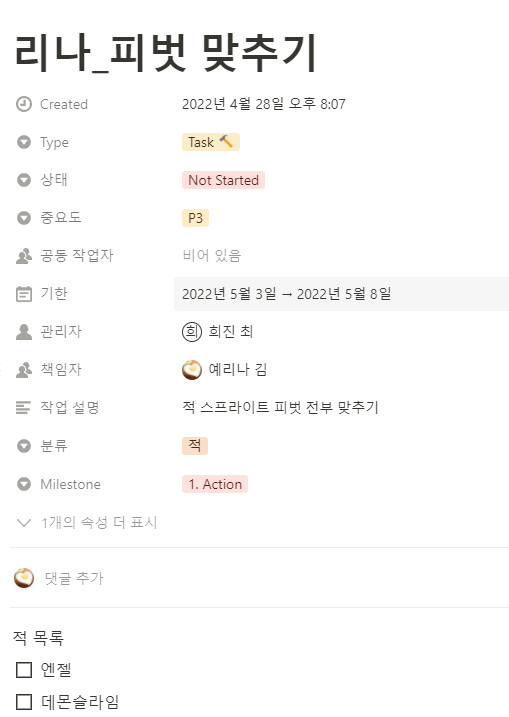 리나_피벗 맞추기
Created 2022년 4월 28일 오후 8:07
Type Task 🔨
상태 Not Started
중요도 P3
공동 작업자 비어 있음
기한 2022년 5월 3일 → 2022년 5월 8일
관리자 희 희진 최
책임자 예리나 김
작업 설명 적 스프라이트 피벗 전부 맞추기
분류 적
Milestone 1. Action
1개의 속성 더 표시
댓글 추가
적 목록
엔젤
데몬슬라임